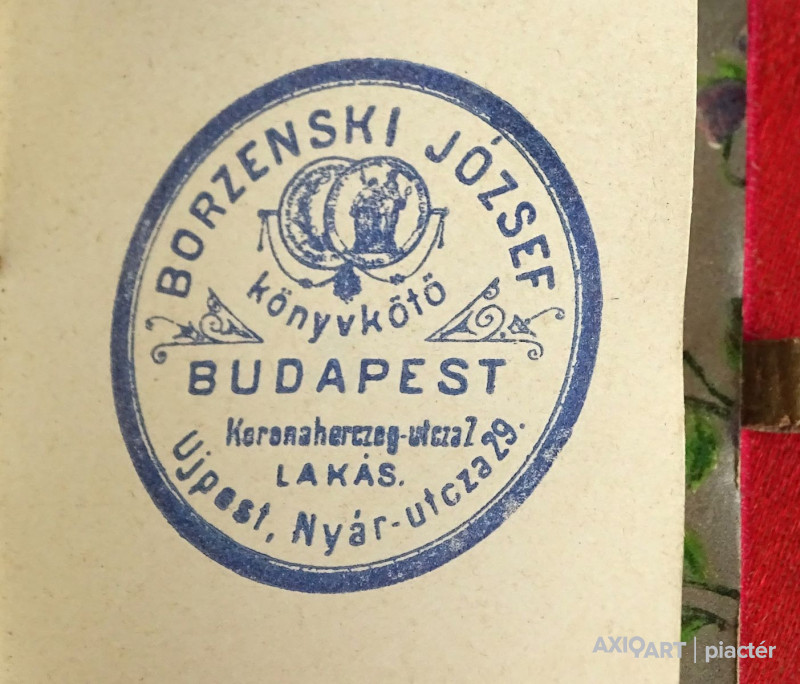 BORZENSKI JÓZSEF
könyvkötő
BUDAPEST
Koronaherczeg-utcza 7
LAKÁS.
Ujpest, Nyár-utcza 29.
AXIOART | piactér